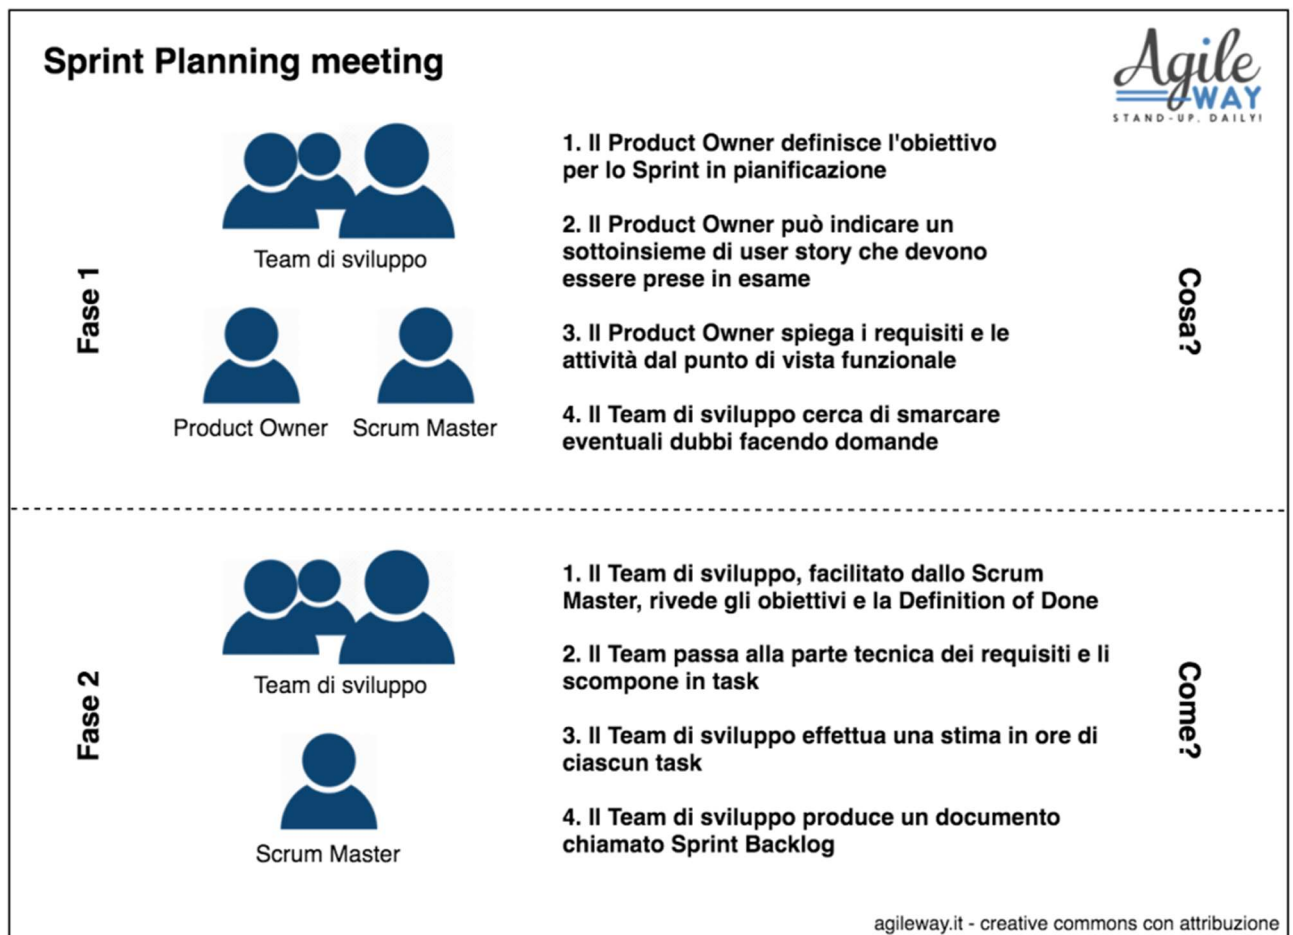 Sprint Planning meeting
Agile
WAY
STAND-UP. DAILY!
Fase 1
Team di sviluppo
Product Owner
Scrum Master
1. Il Product Owner definisce l'obiettivo
per lo Sprint in pianificazione
2. Il Product Owner può indicare un
sottoinsieme di user story che devono
essere prese in esame
3. Il Product Owner spiega i requisiti e le
attività dal punto di vista funzionale
4. Il Team di sviluppo cerca di smarcare
eventuali dubbi facendo domande
Cosa?
Fase 2
Team di sviluppo
Scrum Master
1. Il Team di sviluppo, facilitato dallo Scrum
Master, rivede gli obiettivi e la Definition of Done
2. Il Team passa alla parte tecnica dei requisiti e li
scompone in task
3. Il Team di sviluppo effettua una stima in ore di
ciascun task
4. Il Team di sviluppo produce un documento
chiamato Sprint Backlog
Come?
agileway.it - creative commons con attribuzione